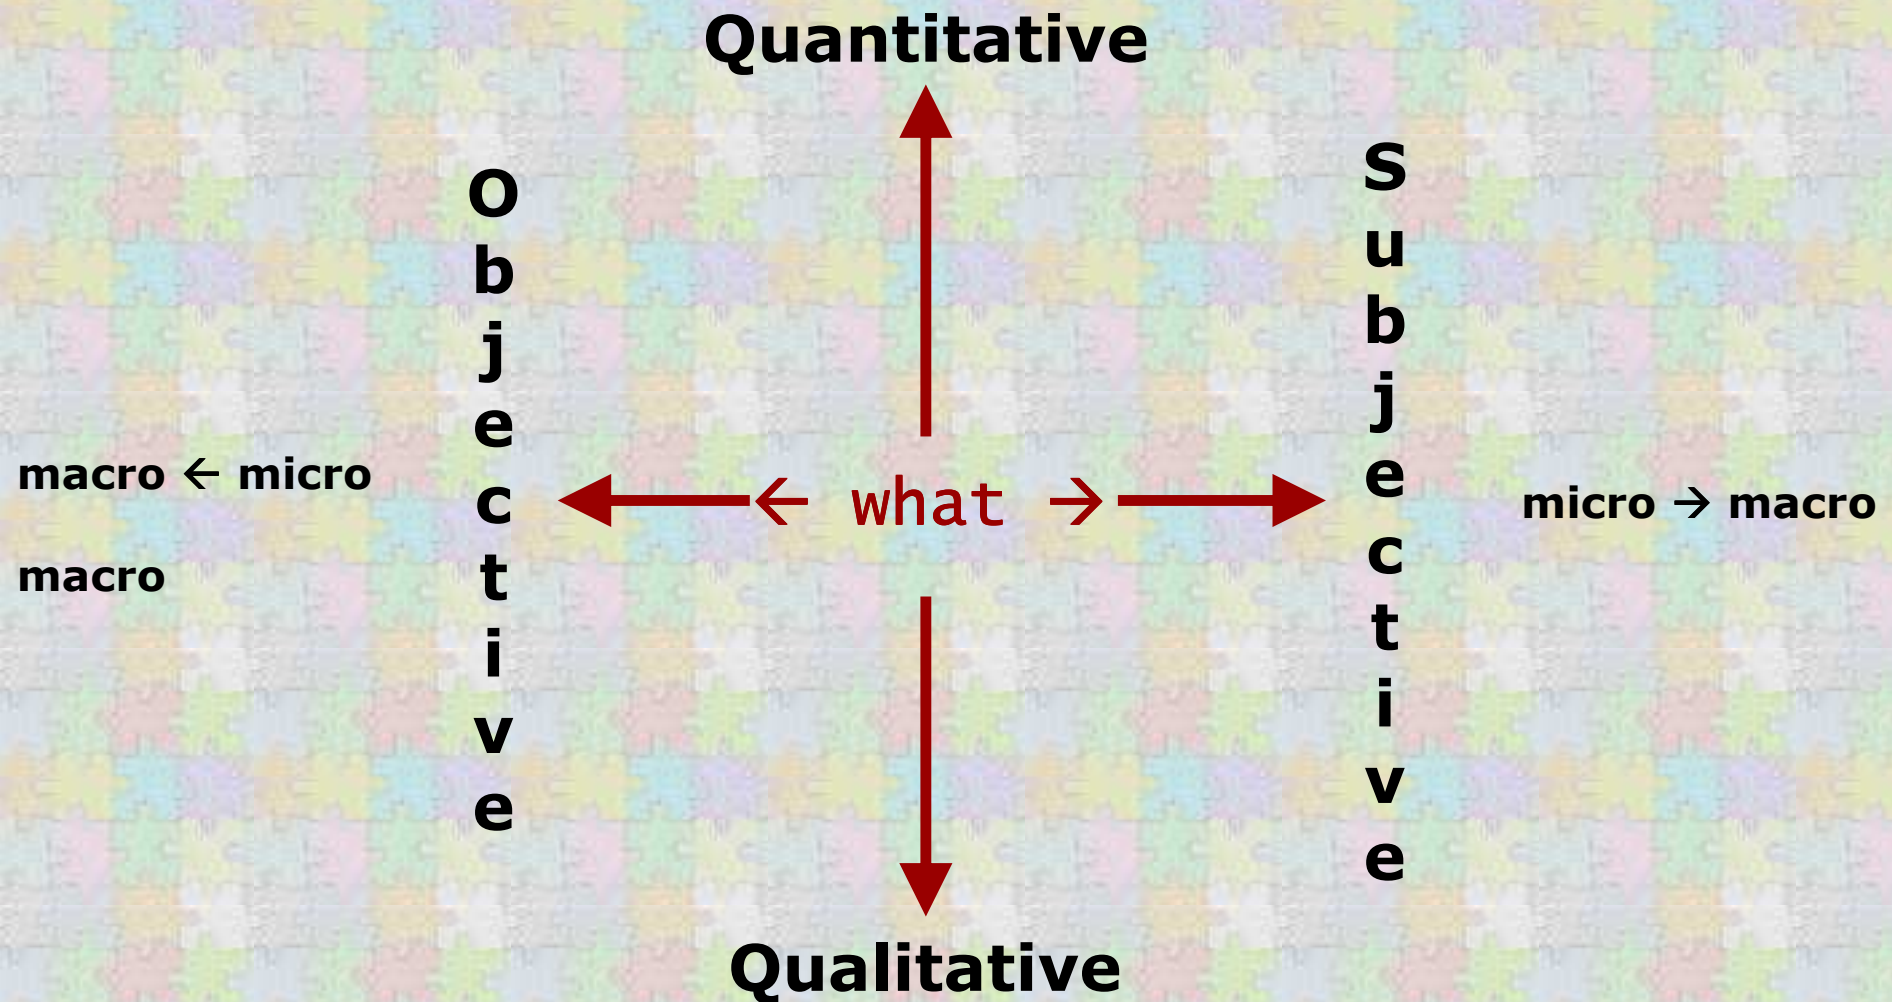 Quantitative
Objective
Subjective
macro ← micro
← what →
micro → macro
macro
Qualitative